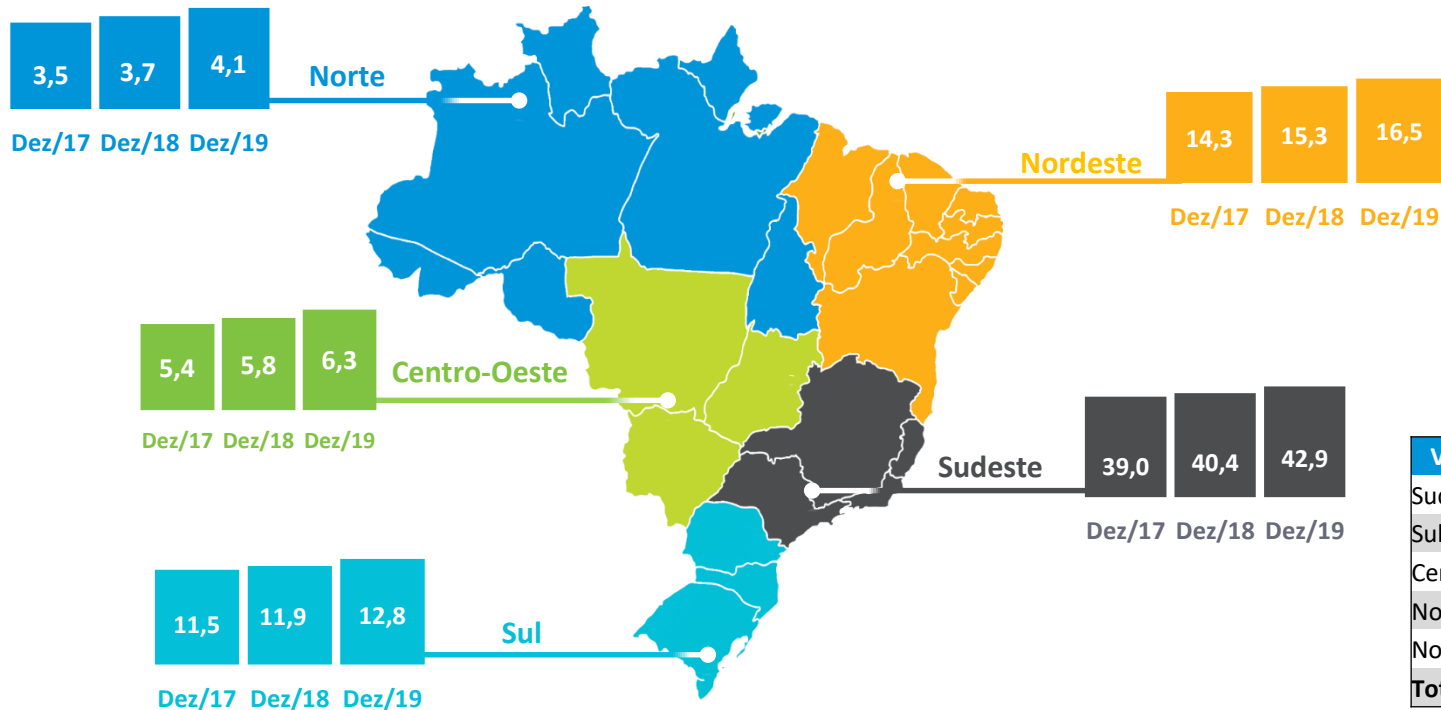 3,5 3,7 4,1
Norte
Dez/17 Dez/18 Dez/19
14,3 15,3 16,5
Nordeste
Dez/17 Dez/18 Dez/19
5,4 5,8 6,3
Centro-Oeste
Dez/17 Dez/18 Dez/19
39,0 40,4 42,9
Sudeste
Dez/17 Dez/18 Dez/19
11,5 11,9 12,8
Sul
Dez/17 Dez/18 Dez/19
Sul